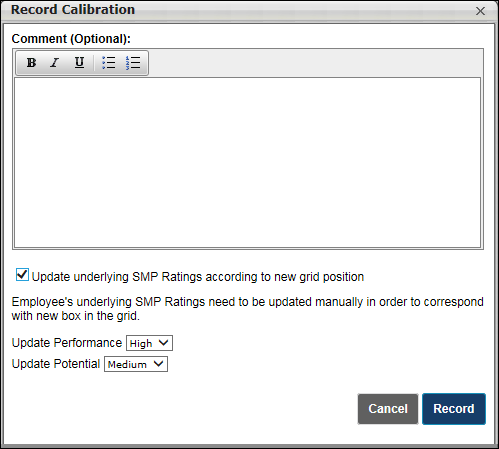 Record Calibration
Comment (Optional):
B I U
Update underlying SMP Ratings according to new grid position
Employee's underlying SMP Ratings need to be updated manually in order to correspond
with new box in the grid.
Update Performance High
Update Potential Medium
Cancel Record